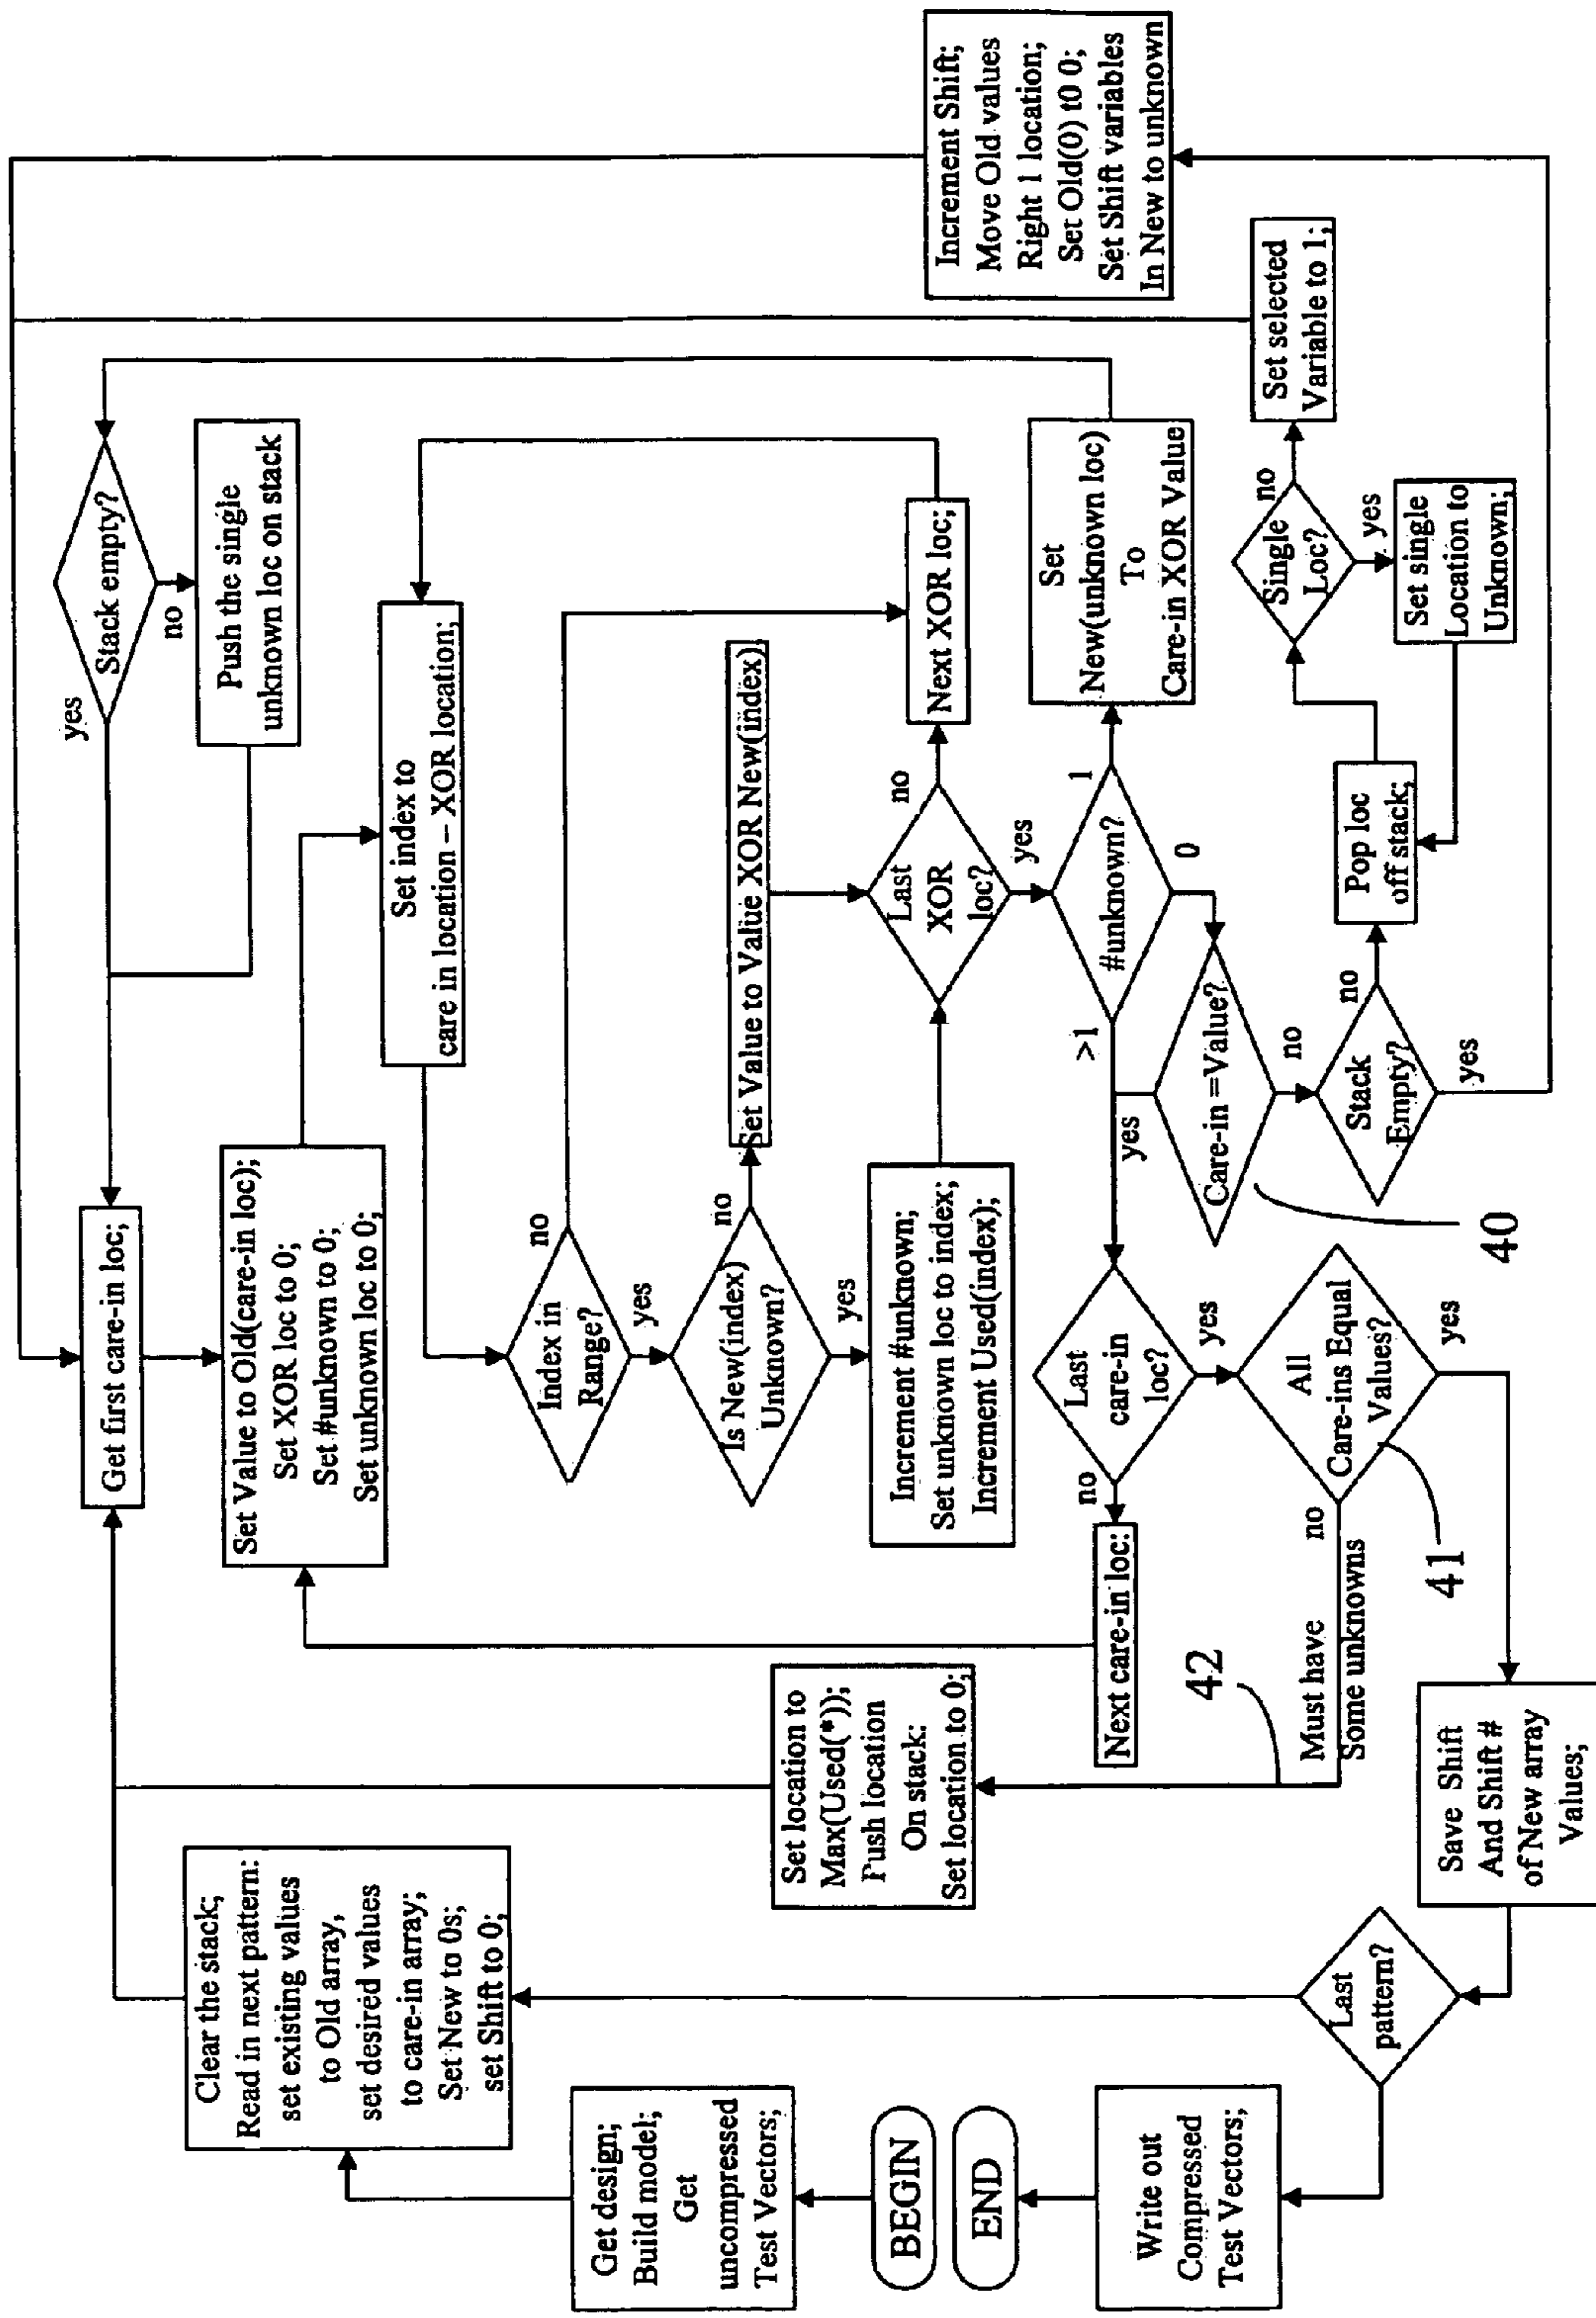 BEGIN
Get design;
Build model;
Get
uncompressed
Test Vectors;
Clear the stack;
Read in next pattern:
set existing values
to Old array,
set desired values
to care-in array;
Set New to 0s;
set Shift to 0;
Get first care-in loc;
Set Value to Old(care-in loc);
Set XOR loc to 0;
Set #unknown to 0;
Set unknown loc to 0;
Set index to
care in location – XOR location;
Index in
Range?
no
yes
Is New(index)
Unknown?
no
yes
Set Value to Value XOR New(index)
Increment #unknown;
Set unknown loc to index;
Increment Used(index);
Last
XOR
loc?
no
yes
Next XOR loc;
#unknown?
1
0
>1
Set
New(unknown loc)
To
Care-in XOR Value
Stack empty?
yes
no
Push the single
unknown loc on stack
Care-in =Value?
yes
no
40
Stack
Empty?
no
yes
Pop loc
off stack;
Single
Loc?
no
yes
Set single
Location to
Unknown;
Set selected
Variable to 1;
Increment Shift;
Move Old values
Right 1 location;
Set Old(0) t0 0;
Set Shift variables
In New to unknown
Last
care-in
loc?
no
yes
Next care-in loc:
All
Care-ins Equal
Values?
no
yes
41
Must have
Some unknowns
42
Set location to
Max(Used(*));
Push location
On stack:
Set location to 0;
Save Shift
And Shift #
of New array
Values;
Last
pattern?
Write out
Compressed
Test Vectors;
END